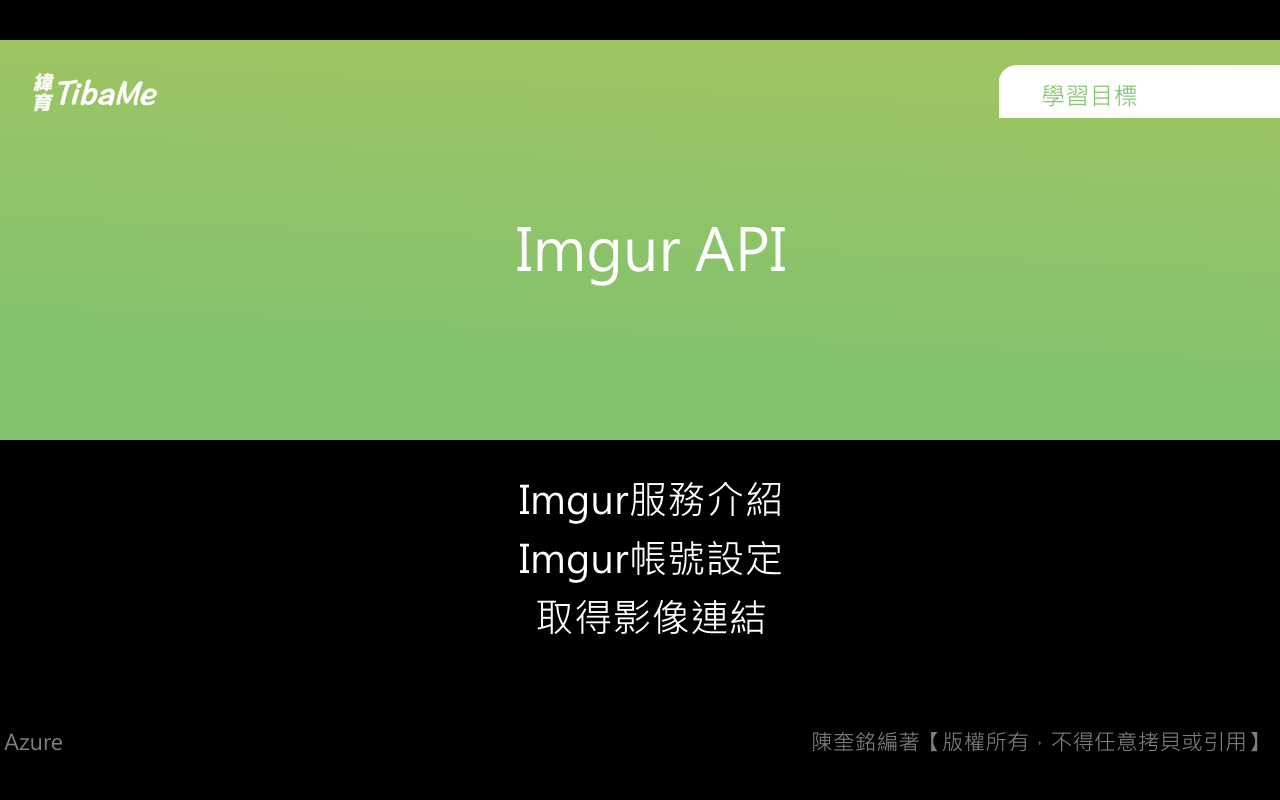 緯育 TibaMe
學習目標
Imgur API
Imgur服務介紹
Imgur帳號設定
取得影像連結
Azure
陳奎銘編著【版權所有，不得任意拷貝或引用】